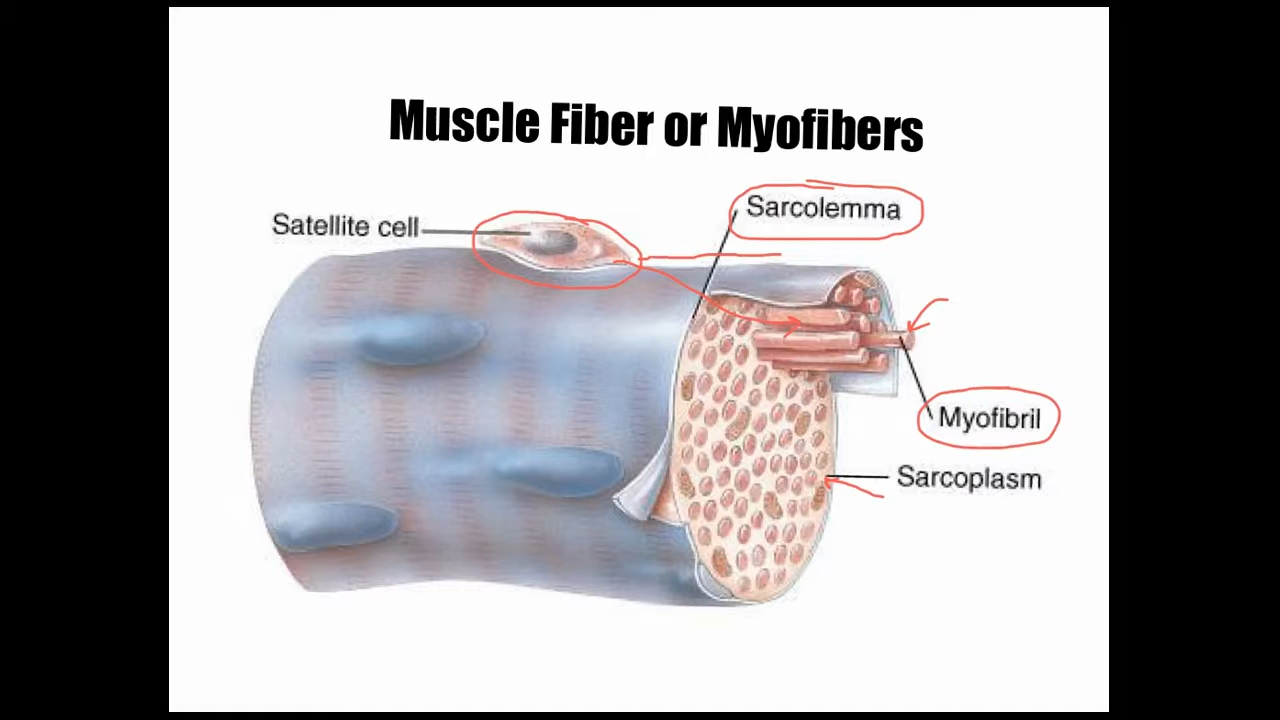 Muscle Fiber or Myofibers
Sarcolemma
Satellite cell
Myofibril
Sarcoplasm